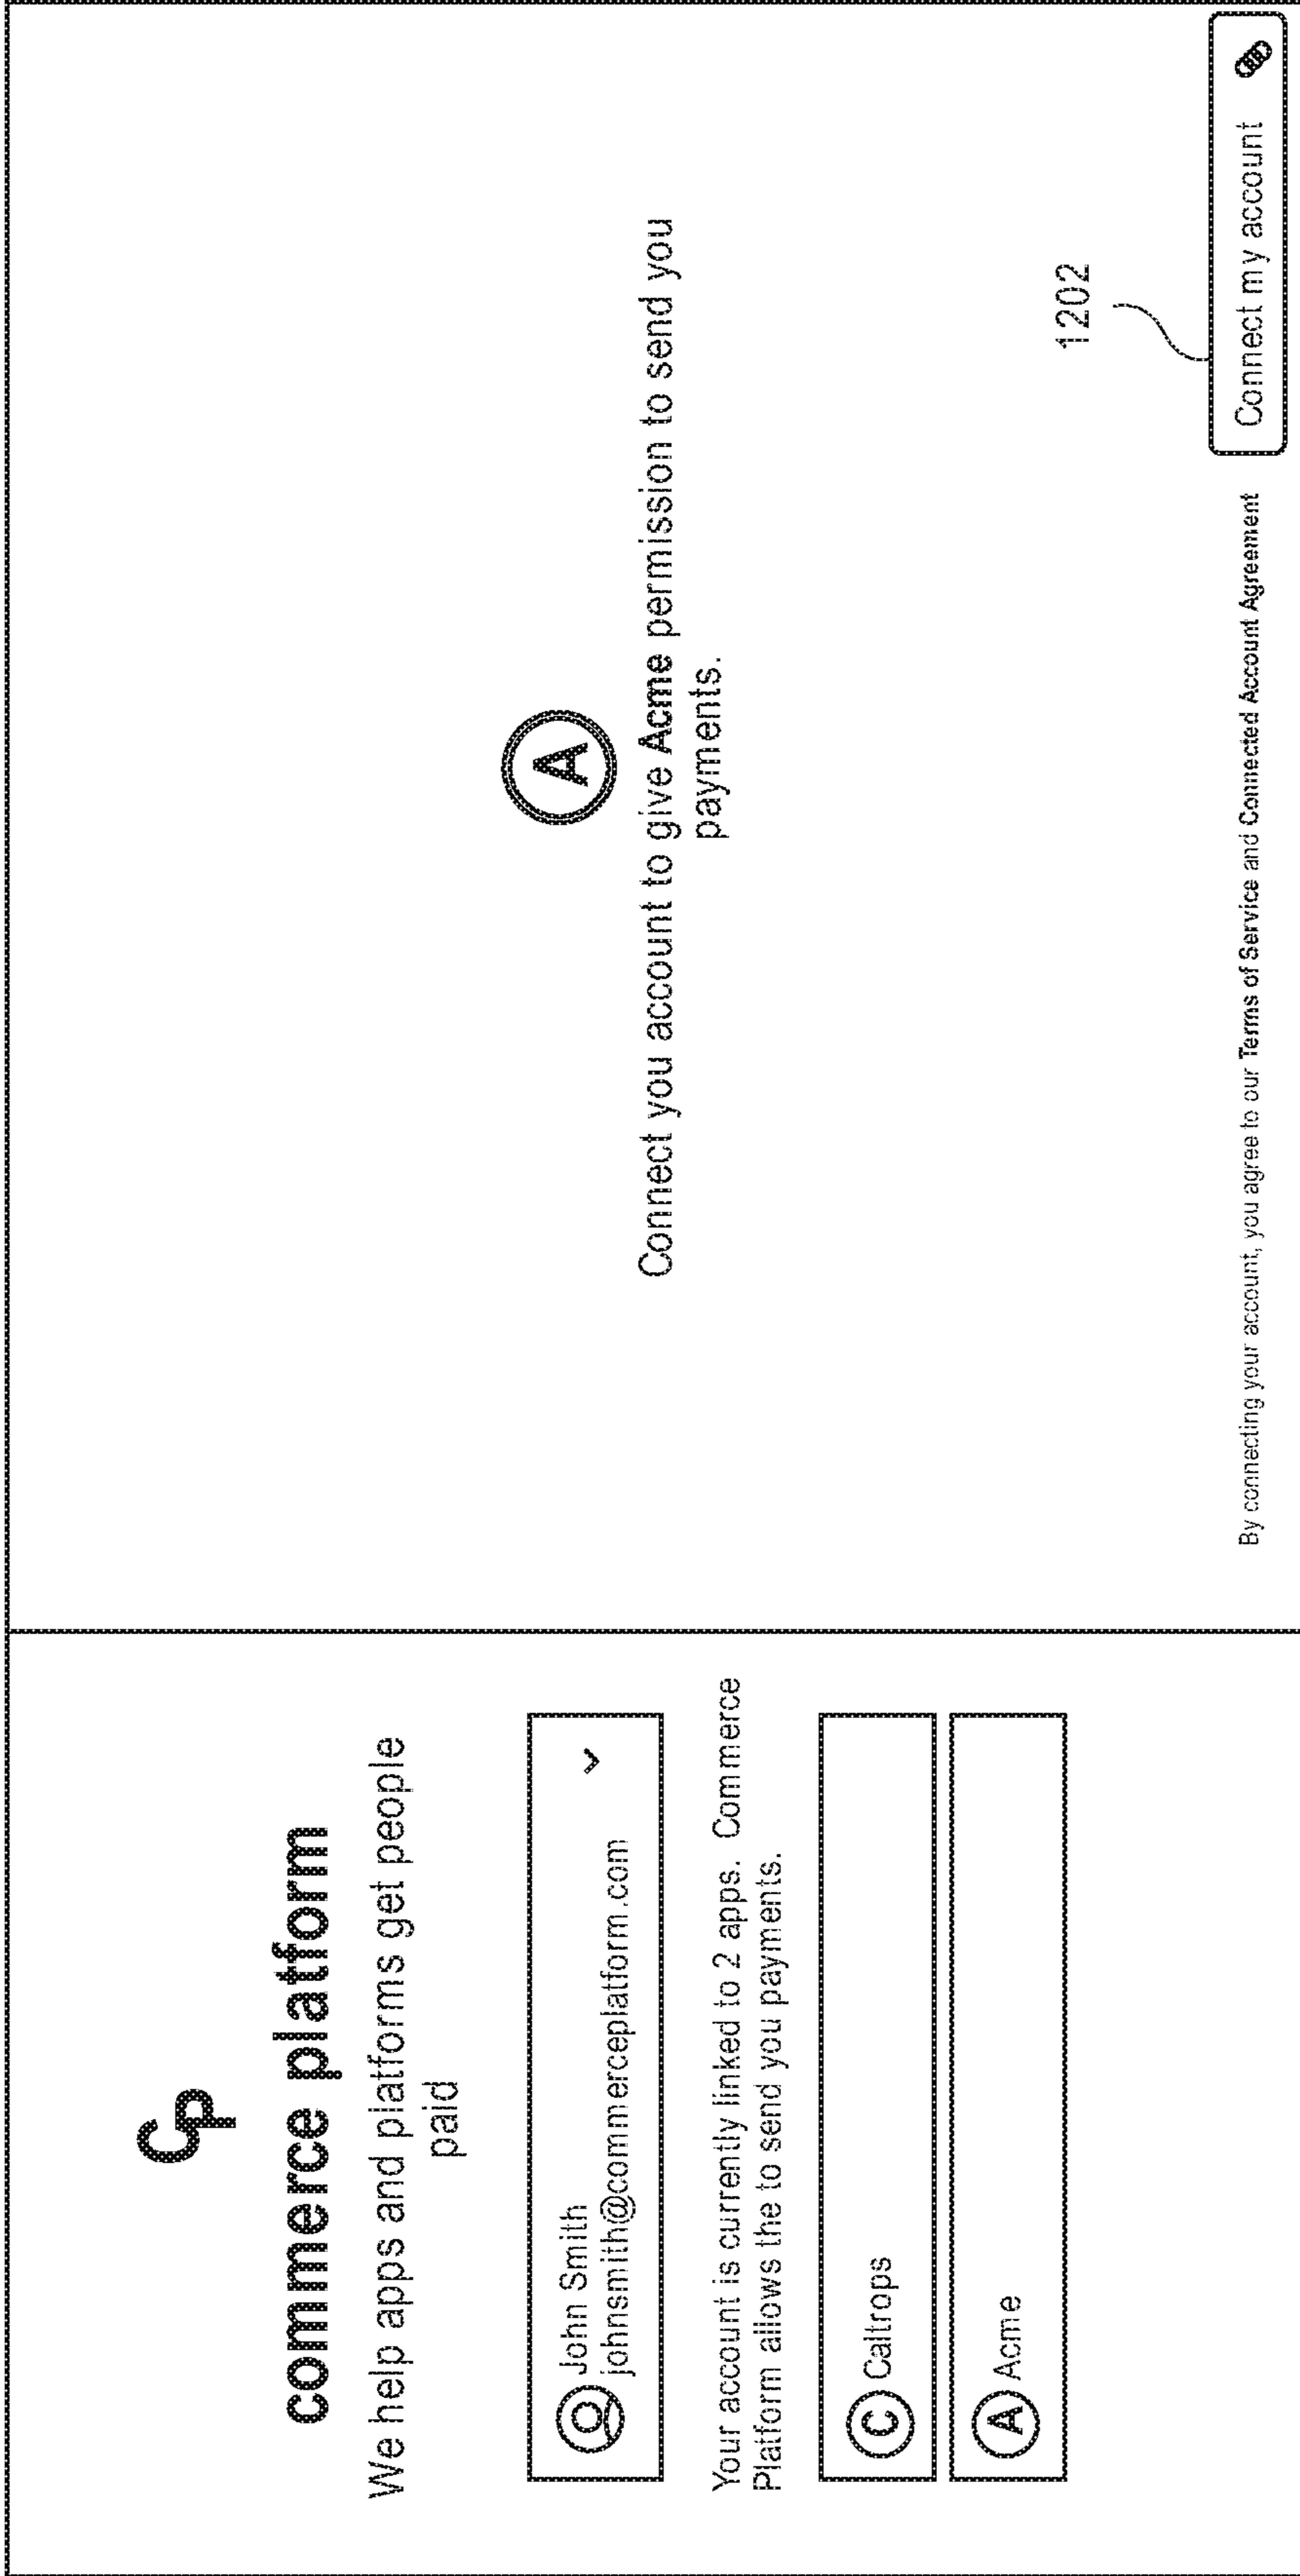 Cp
commerce platform
We help apps and platforms get people
paid
John Smith
johnsmith@commerceplatform.com
Your account is currently linked to 2 apps. Commerce
Platform allows the to send you payments.
C Caltrops
A Acme
A
Connect you account to give Acme permission to send you
payments.
1202
By connecting your account, you agree to our Terms of Service and Connected Account Agreement
Connect my account